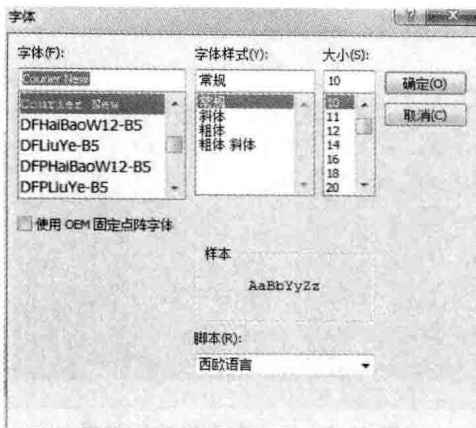 字体
字体(F):
字体样式(Y):
大小(S):
Courier New
常规
10
确定(O)
取消(C)
Courier New
DFHaiBaoW12-B5
DFLiuYe-B5
DFPHaiBaoW12-B5
DFPLiuYe-B5
常规
斜体
粗体
粗体 斜体
10
11
12
14
16
18
20
使用 OEM 固定点阵字体
样本
AaBbYyZz
脚本(R):
西欧语言